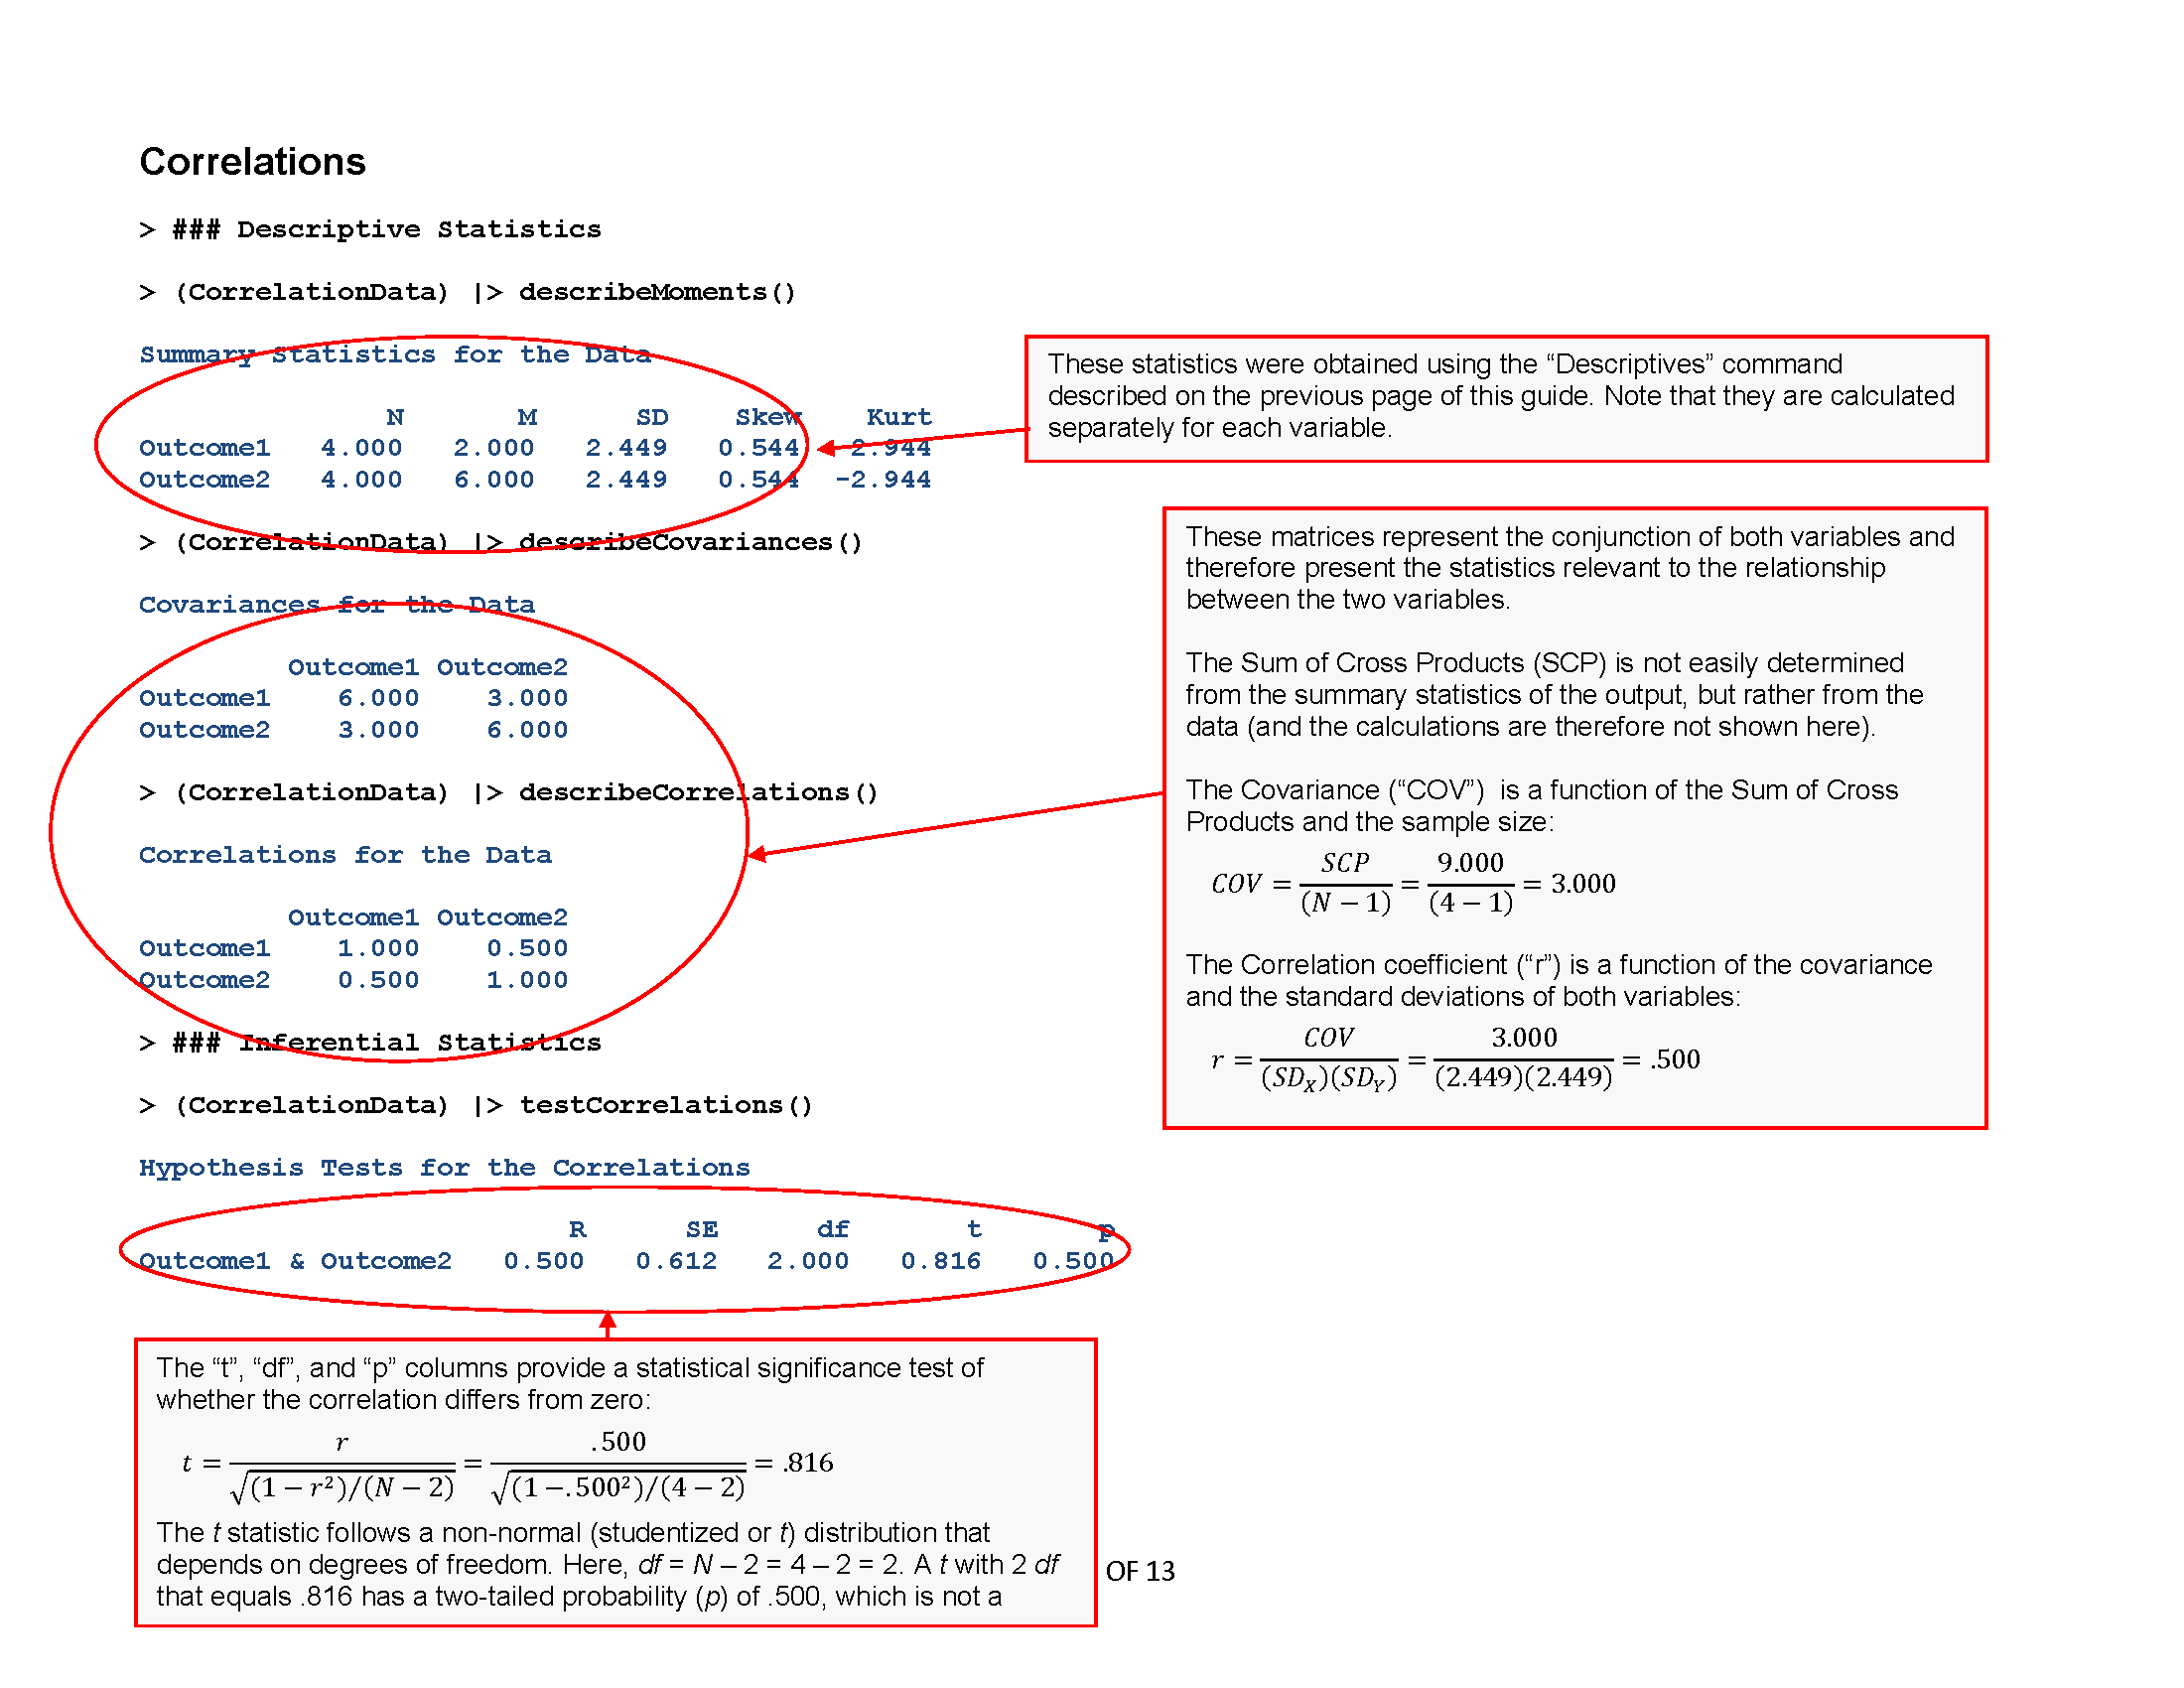 Correlations
> ### Descriptive Statistics
> (CorrelationData) |> describeMoments()
Summary Statistics for the Data
N M SD Skew Kurt
Outcome1 4.000 2.000 2.449 0.544 -2.944
Outcome2 4.000 6.000 2.449 0.544 -2.944
> (CorrelationData) |> describeCovariances()
Covariances for the Data
Outcome1 Outcome2
Outcome1 6.000 3.000
Outcome2 3.000 6.000
> (CorrelationData) |> describeCorrelations()
Correlations for the Data
Outcome1 Outcome2
Outcome1 1.000 0.500
Outcome2 0.500 1.000
> ### Inferential Statistics
> (CorrelationData) |> testCorrelations()
Hypothesis Tests for the Correlations
R SE df t p
Outcome1 & Outcome2 0.500 0.612 2.000 0.816 0.500
These statistics were obtained using the “Descriptives” command
described on the previous page of this guide. Note that they are calculated
separately for each variable.
These matrices represent the conjunction of both variables and
therefore present the statistics relevant to the relationship
between the two variables.
The Sum of Cross Products (SCP) is not easily determined
from the summary statistics of the output, but rather from the
data (and the calculations are therefore not shown here).
The Covariance (“COV”) is a function of the Sum of Cross
Products and the sample size:
COV = SCP / (N − 1) = 9.000 / (4 − 1) = 3.000
The Correlation coefficient (“r”) is a function of the covariance
and the standard deviations of both variables:
r = COV / (SD_X)(SD_Y) = 3.000 / (2.449)(2.449) = .500
The “t”, “df”, and “p” columns provide a statistical significance test of
whether the correlation differs from zero:
t = r / √(1 − r²)/(N − 2) = .500 / √(1 −.500²)/(4 − 2) = .816
The t statistic follows a non-normal (studentized or t) distribution that
depends on degrees of freedom. Here, df = N – 2 = 4 – 2 = 2. A t with 2 df
that equals .816 has a two-tailed probability (p) of .500, which is not a
OF 13